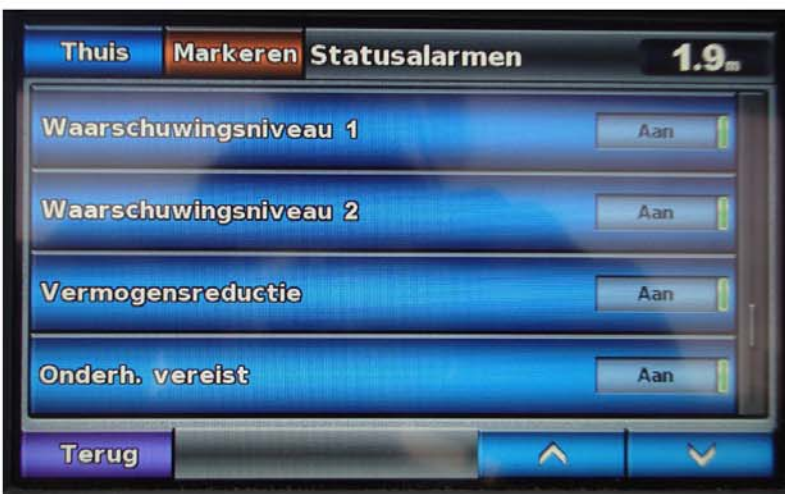 Thuis Markeren Statusalarmen 1.9m
Waarschuwingsniveau 1 Aan
Waarschuwingsniveau 2 Aan
Vermogensreductie Aan
Onderh. vereist Aan
Terug